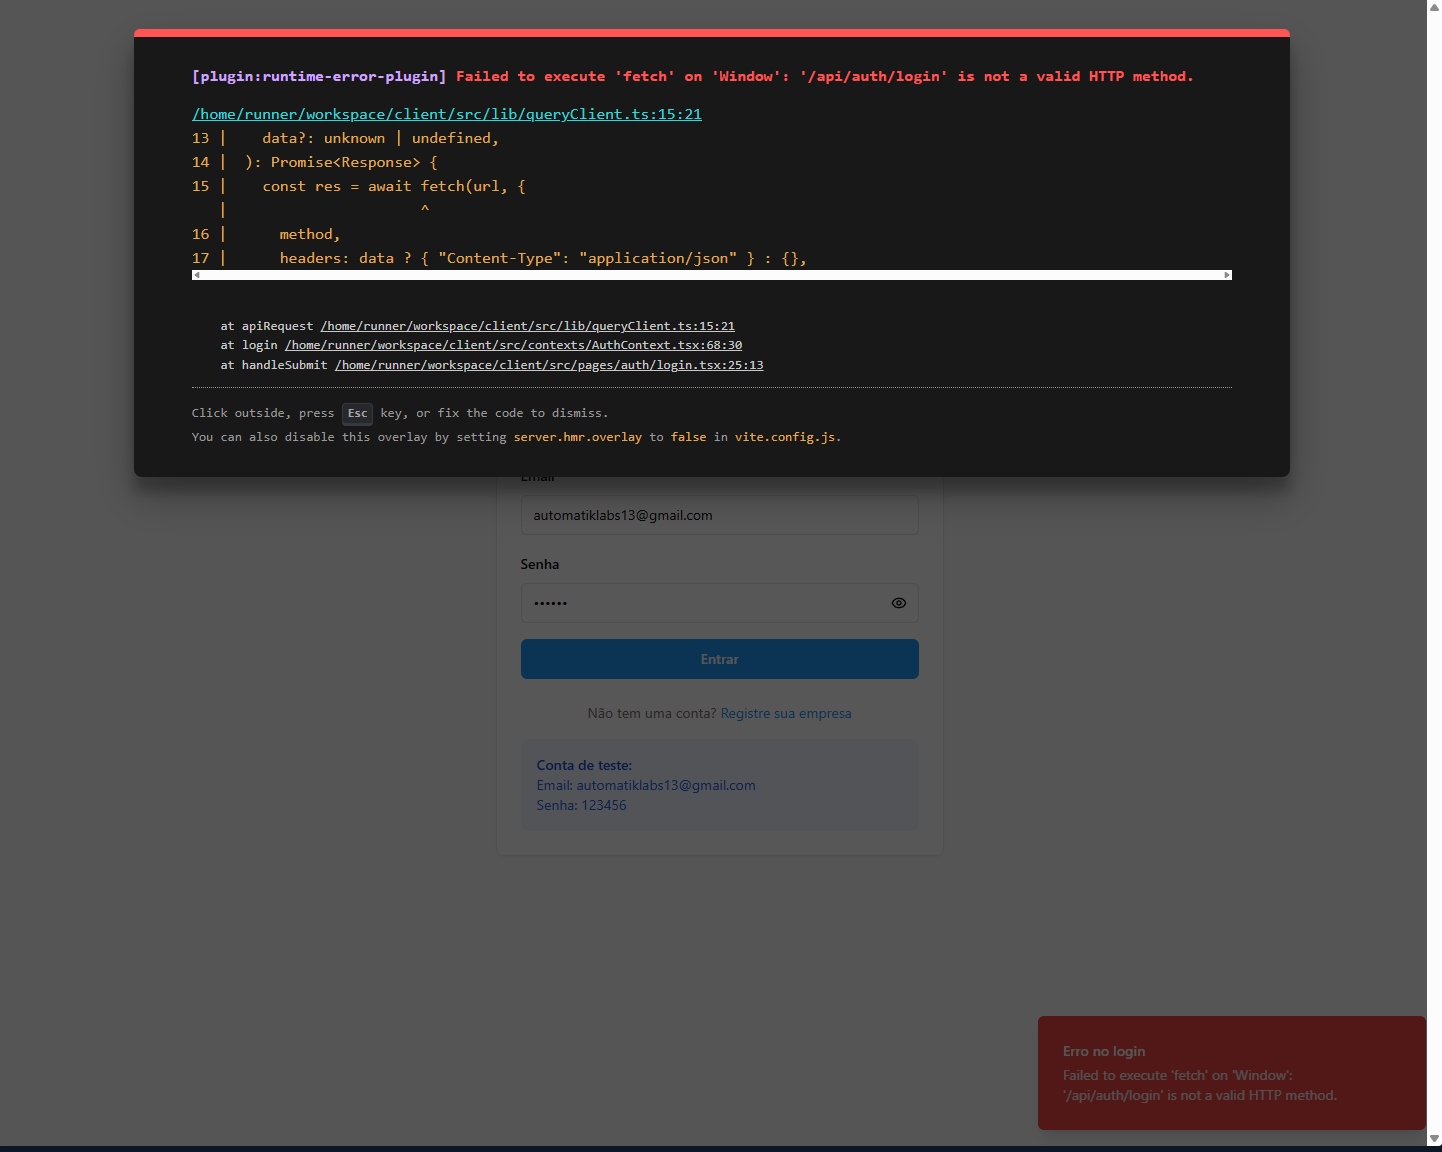 [plugin:runtime-error-plugin] Failed to execute 'fetch' on 'Window': '/api/auth/login' is not a valid HTTP method.
/home/runner/workspace/client/src/lib/queryClient.ts:15:21
13 |    data?: unknown | undefined,
14 |  ): Promise<Response> {
15 |    const res = await fetch(url, {
   |                       ^
16 |      method,
17 |      headers: data ? { "Content-Type": "application/json" } : {},
at apiRequest /home/runner/workspace/client/src/lib/queryClient.ts:15:21
at login /home/runner/workspace/client/src/contexts/AuthContext.tsx:68:30
at handleSubmit /home/runner/workspace/client/src/pages/auth/login.tsx:25:13
Click outside, press Esc key, or fix the code to dismiss.
You can also disable this overlay by setting server.hmr.overlay to false in vite.config.js.
Email
automatiklabs13@gmail.com
Senha
••••••
Entrar
Não tem uma conta? Registre sua empresa
Conta de teste:
Email: automatiklabs13@gmail.com
Senha: 123456
Erro no login
Failed to execute 'fetch' on 'Window':
'/api/auth/login' is not a valid HTTP method.